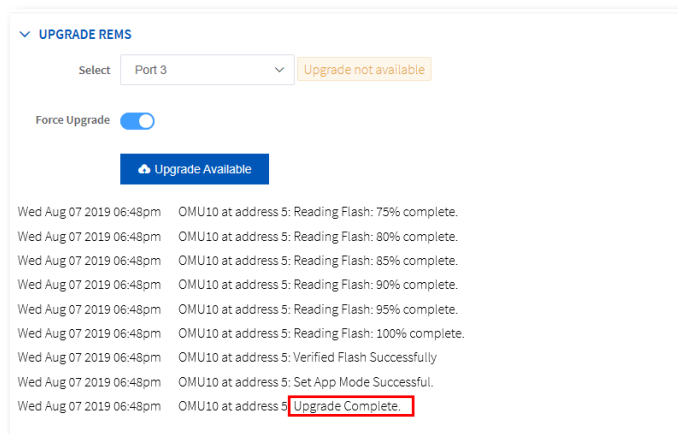 UPGRADE REMS
Select Port 3 Upgrade not available
Force Upgrade
Upgrade Available
Wed Aug 07 2019 06:48pm OMU10 at address 5: Reading Flash: 75% complete.
Wed Aug 07 2019 06:48pm OMU10 at address 5: Reading Flash: 80% complete.
Wed Aug 07 2019 06:48pm OMU10 at address 5: Reading Flash: 85% complete.
Wed Aug 07 2019 06:48pm OMU10 at address 5: Reading Flash: 90% complete.
Wed Aug 07 2019 06:48pm OMU10 at address 5: Reading Flash: 95% complete.
Wed Aug 07 2019 06:48pm OMU10 at address 5: Reading Flash: 100% complete.
Wed Aug 07 2019 06:48pm OMU10 at address 5: Verified Flash Successfully
Wed Aug 07 2019 06:48pm OMU10 at address 5: Set App Mode Successful.
Wed Aug 07 2019 06:48pm OMU10 at address 5 Upgrade Complete.